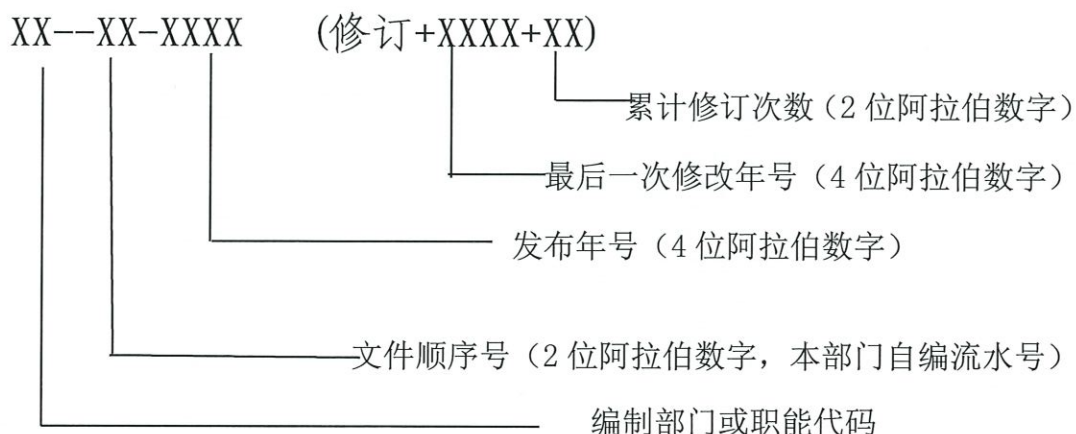 XX--XX-XXXX (修订+XXXX+XX)
累计修订次数(2 位阿拉伯数字)
最后一次修改年号(4 位阿拉伯数字)
发布年号(4 位阿拉伯数字)
文件顺序号(2 位阿拉伯数字, 本部门自编流水号)
编制部门或职能代码